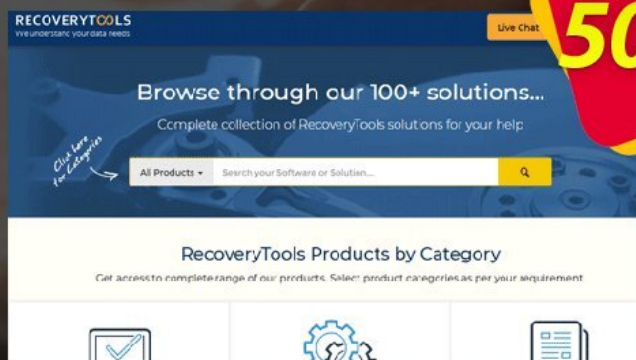 RECOVERYTOOLS
We understand your data needs
Live Chat
50
Browse through our 100+ solutions...
Complete collection of RecoveryTools solutions for your help
Click here
for Categories
All Products
Search your Software or Solution....
RecoveryTools Products by Category
Get access to complete range of our products. Select product categories as per your requirement